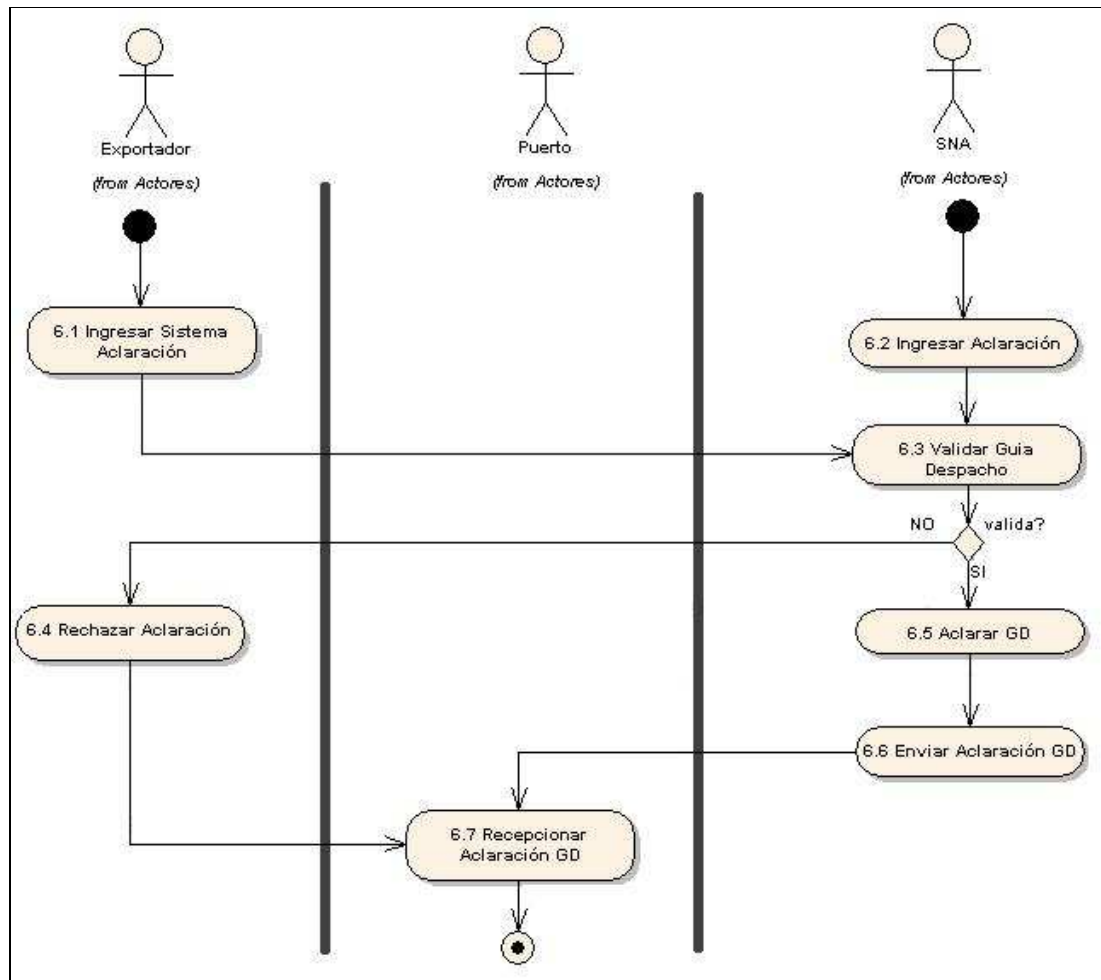 Exportador
(from Actores)
Puerto
(from Actores)
SNA
(from Actores)
6.1 Ingresar Sistema
Aclaración
6.2 Ingresar Aclaración
6.3 Validar Guia
Despacho
NO
valida?
SI
6.4 Rechazar Aclaración
6.5 Aclarar GD
6.6 Enviar Aclaración GD
6.7 Recepcionar
Aclaración GD